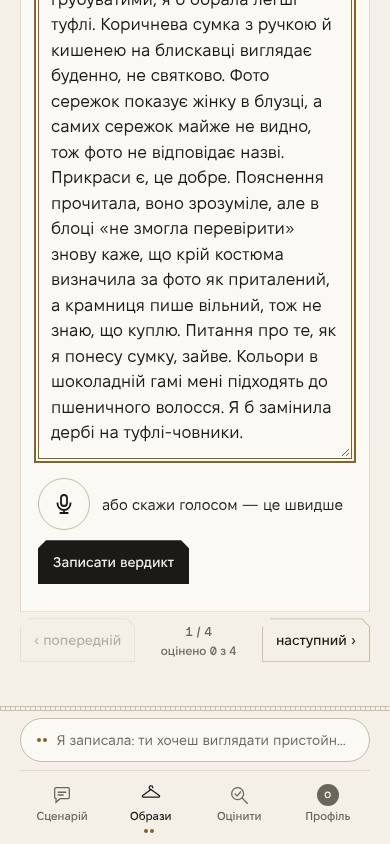 грубуватими, я б обрала легші
туфлі. Коричнева сумка з ручкою й
кишенею на блискавці виглядає
буденно, не святково. Фото
сережок показує жінку в блузці, а
самих сережок майже не видно,
тож фото не відповідає назві.
Прикраси є, це добре. Пояснення
прочитала, воно зрозуміле, але в
блоці «не змогла перевірити»
знову каже, що крій костюма
визначила за фото як приталений,
а крамниця пише вільний, тож не
знаю, що куплю. Питання про те, як
я понесу сумку, зайве. Кольори в
шоколадній гамі мені підходять до
пшеничного волосся. Я б замінила
дербі на туфлі-човники.
або скажи голосом — це швидше
Записати вердикт
‹ попередній
1 / 4
оцінено 0 з 4
наступний ›
Я записала: ти хочеш виглядати пристойн...
Сценарій
Образи
Оцінити
О
Профіль